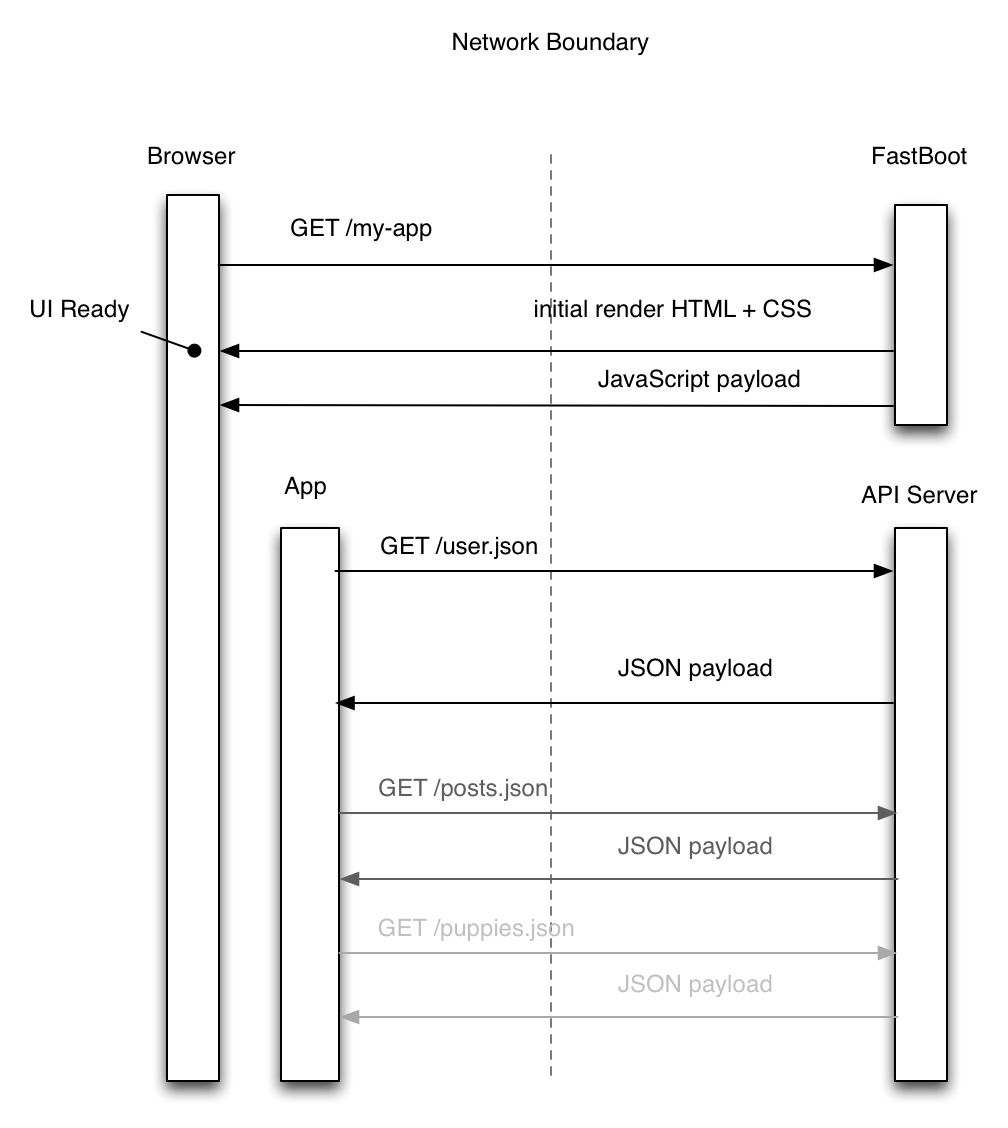 Network Boundary
Browser
FastBoot
GET /my-app
UI Ready
initial render HTML + CSS
JavaScript payload
App
API Server
GET /user.json
JSON payload
GET /posts.json
JSON payload
GET /puppies.json
JSON payload